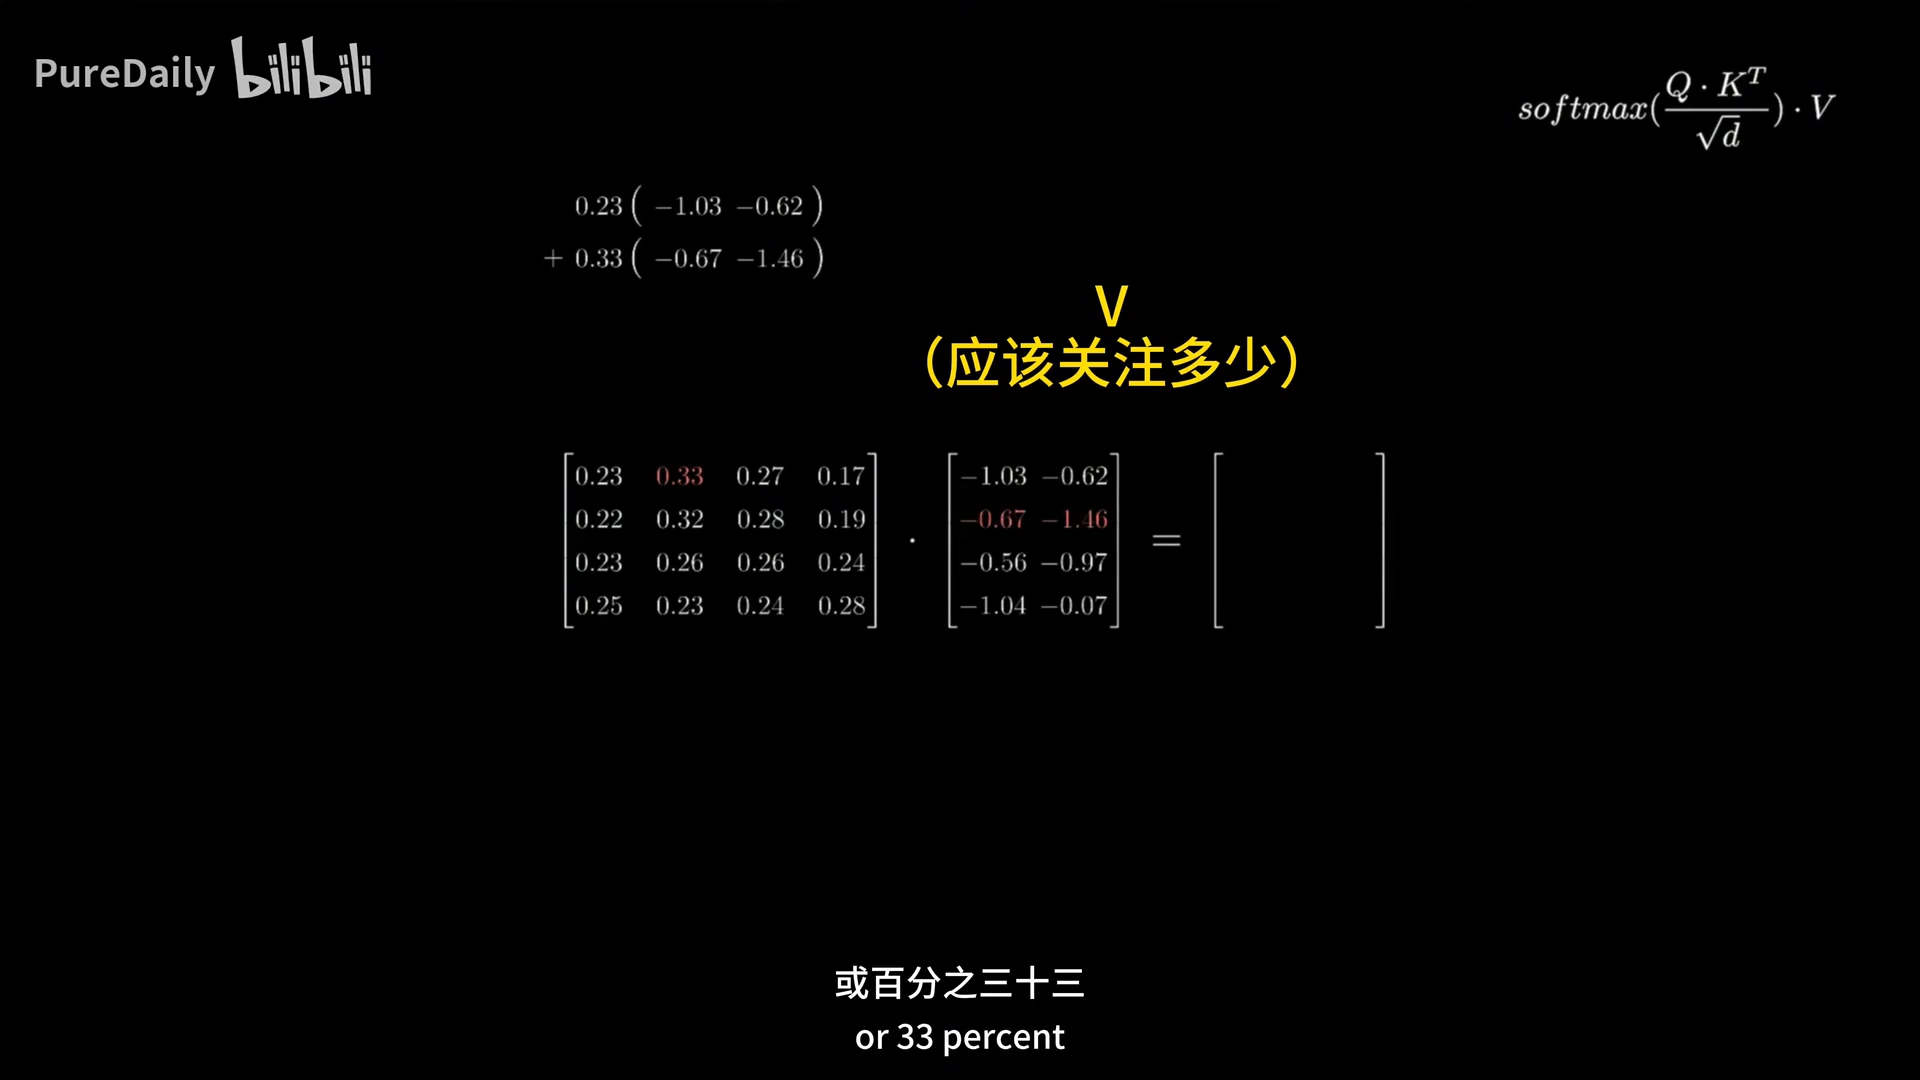 PureDaily bilibili
softmax(\frac{Q · K^T}{\sqrt{d}}) · V
0.23 ( −1.03 −0.62 )
+ 0.33 ( −0.67 −1.46 )
V
（应该关注多少）
0.23 0.33 0.27 0.17
0.22 0.32 0.28 0.19
0.23 0.26 0.26 0.24
0.25 0.23 0.24 0.28
·
−1.03 −0.62
−0.67 −1.46
−0.56 −0.97
−1.04 −0.07
=
或百分之三十三
or 33 percent